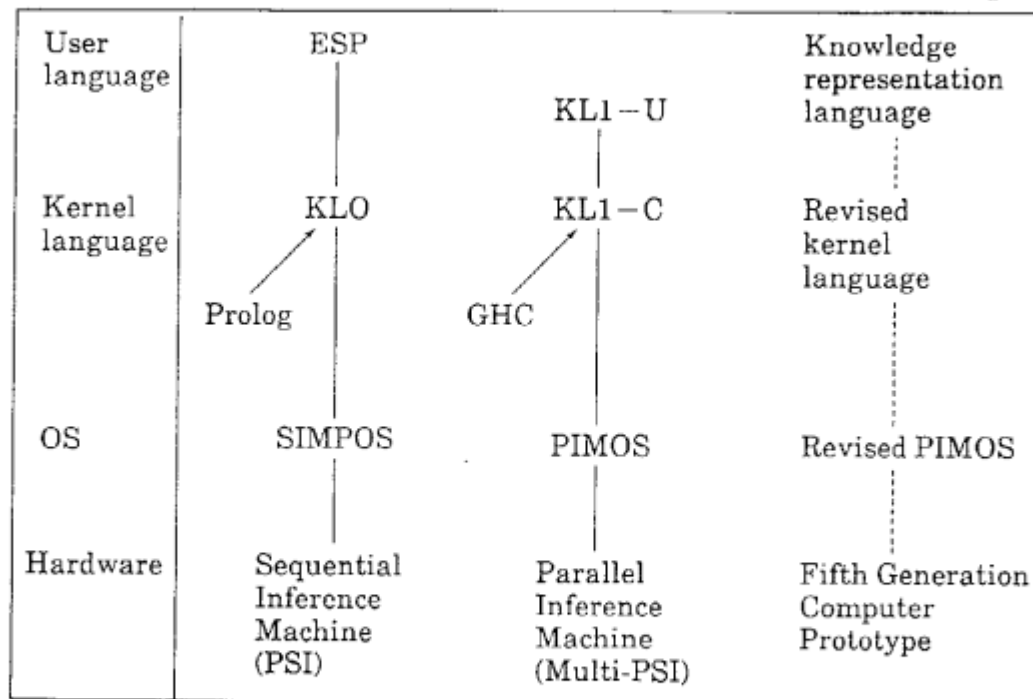 User
language
ESP
KL1-U
Knowledge
representation
language
Kernel
language
KLO
KL1-C
Revised
kernel
language
Prolog
GHC
OS
SIMPOS
PIMOS
Revised PIMOS
Hardware
Sequential
Inference
Machine
(PSI)
Parallel
Inference
Machine
(Multi-PSI)
Fifth Generation
Computer
Prototype